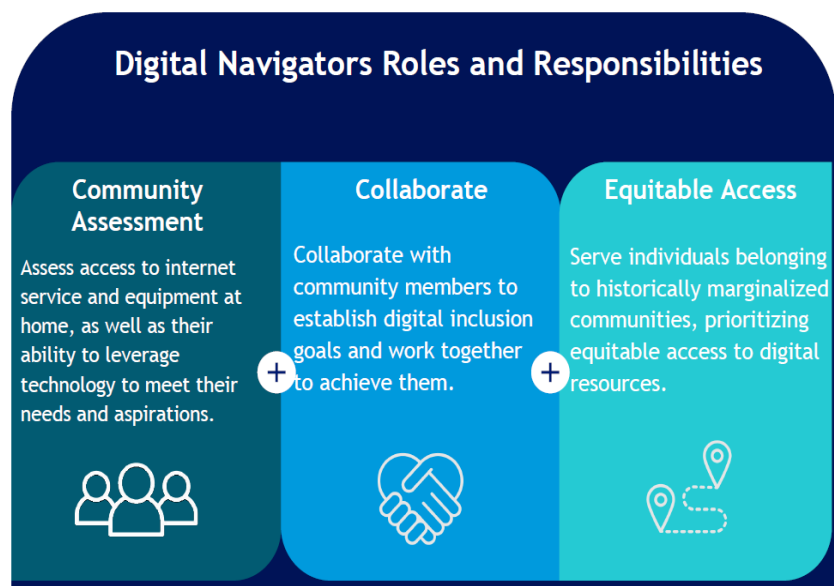 Digital Navigators Roles and Responsibilities
Community
Assessment
Assess access to internet
service and equipment at
home, as well as their
ability to leverage
technology to meet their
needs and aspirations.
+
Collaborate
Collaborate with
community members to
establish digital inclusion
goals and work together
to achieve them.
+
Equitable Access
Serve individuals belonging
to historically marginalized
communities, prioritizing
equitable access to digital
resources.